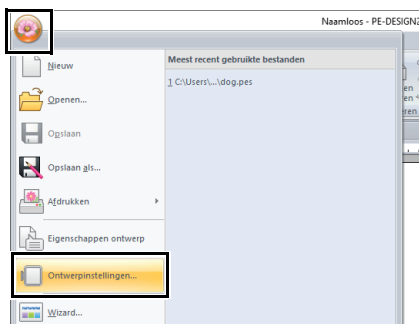 Naamloos - PE-DESIGN
Meest recent gebruikte bestanden
Nieuw
1 C:\Users\...\dog.pes
Openen...
Opslaan
Opslaan als...
Afdrukken
Eigenschappen ontwerp
Ontwerpinstellingen...
Wizard...